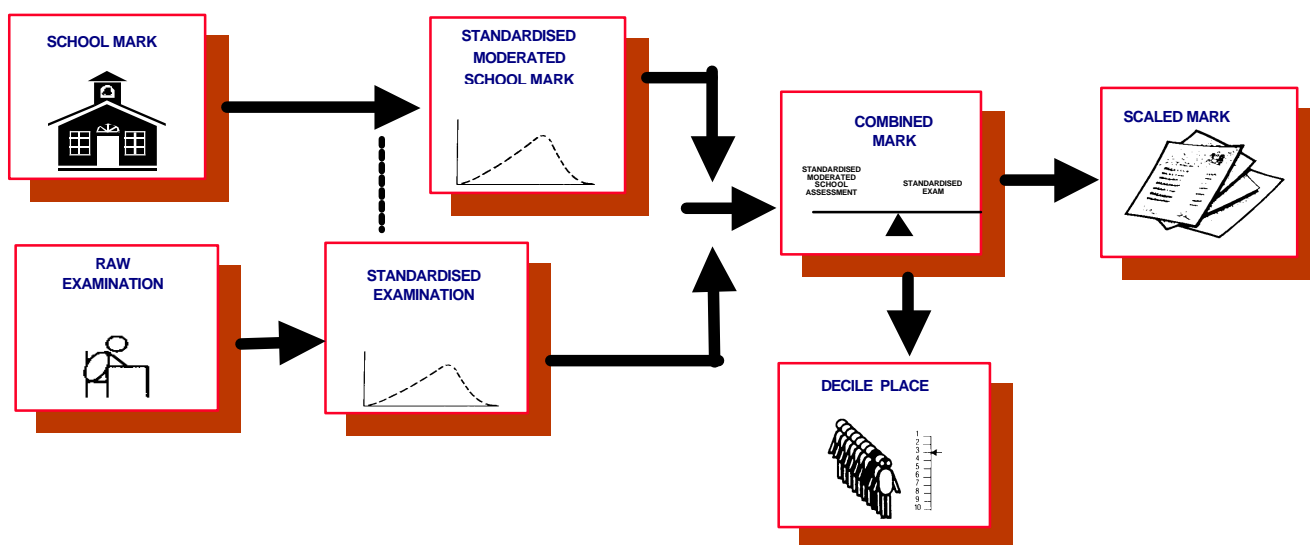 SCHOOL MARK
STANDARDISED
MODERATED
SCHOOL MARK
RAW
EXAMINATION
STANDARDISED
EXAMINATION
COMBINED
MARK
STANDARDISED
MODERATED
SCHOOL
ASSESSMENT
STANDARDISED
EXAM
SCALED MARK
DECILE PLACE
1
2
3
4
5
6
7
8
9
10